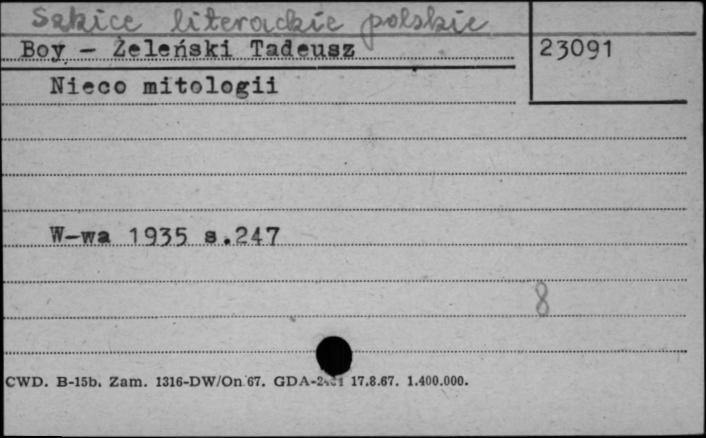 Szkice literackie polskie
Boy - Żeleński Tadeusz
23091
Nieco mitologii
W-wa 1935 s.247
8
CWD. B-15b. Zam. 1316-DW/On 67. 17.8.67. 1.400.000.